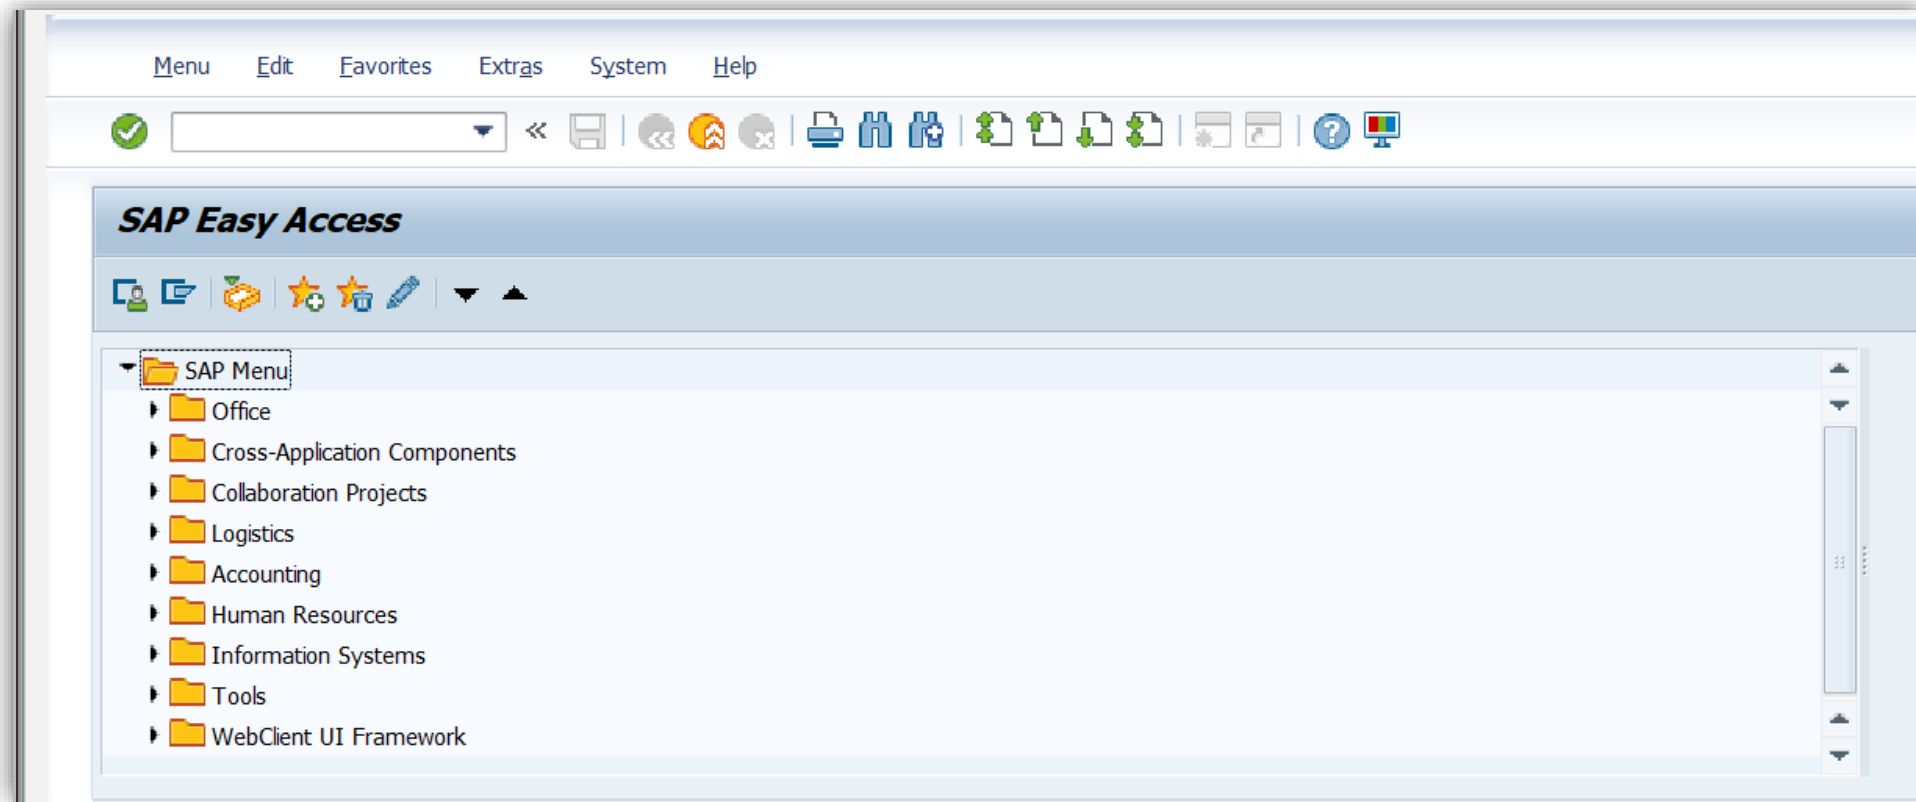 Menu Edit Favorites Extras System Help
SAP Easy Access
SAP Menu
Office
Cross-Application Components
Collaboration Projects
Logistics
Accounting
Human Resources
Information Systems
Tools
WebClient UI Framework